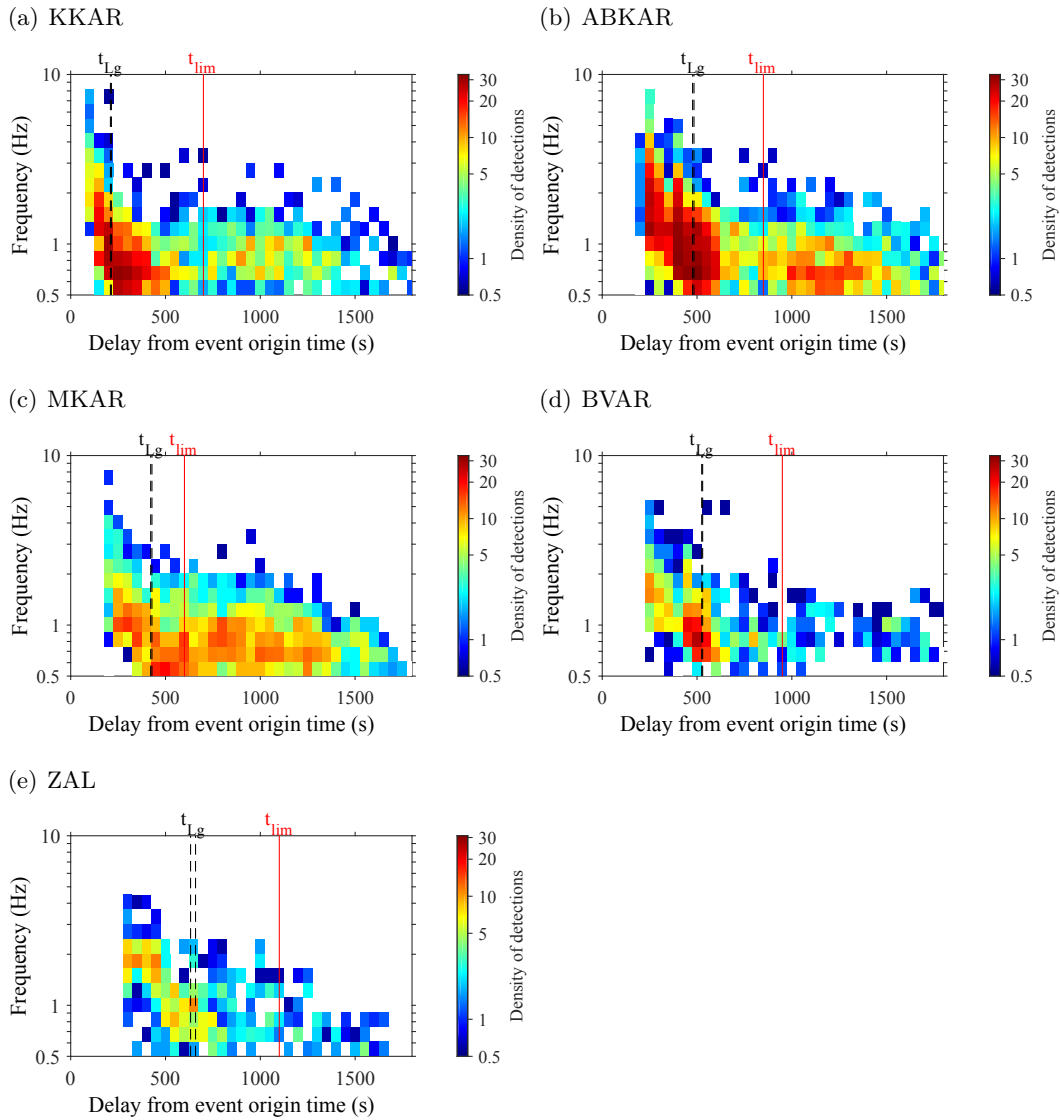 (a) KKAR
t_Lg t_lim
10
1
0.5
Frequency (Hz)
0 500 1000 1500
Delay from event origin time (s)
30
20
10
5
1
0.5
Density of detections
(b) ABKAR
t_Lg t_lim
10
1
0.5
Frequency (Hz)
0 500 1000 1500
Delay from event origin time (s)
30
20
10
5
1
0.5
Density of detections
(c) MKAR
t_Lg t_lim
10
1
0.5
Frequency (Hz)
0 500 1000 1500
Delay from event origin time (s)
30
20
10
5
1
0.5
Density of detections
(d) BVAR
t_Lg t_lim
10
1
0.5
Frequency (Hz)
0 500 1000 1500
Delay from event origin time (s)
30
20
10
5
1
0.5
Density of detections
(e) ZAL
t_Lg t_lim
10
1
0.5
Frequency (Hz)
0 500 1000 1500
Delay from event origin time (s)
30
20
10
5
1
0.5
Density of detections